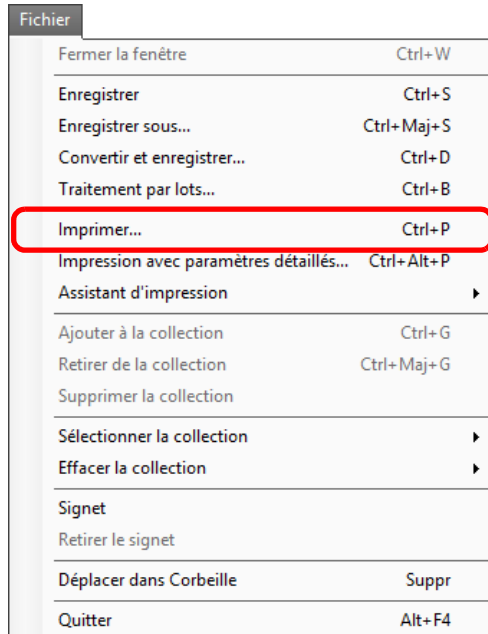 Fichier
Fermer la fenêtre Ctrl+W
Enregistrer Ctrl+S
Enregistrer sous... Ctrl+Maj+S
Convertir et enregistrer... Ctrl+D
Traitement par lots... Ctrl+B
Imprimer... Ctrl+P
Impression avec paramètres détaillés... Ctrl+Alt+P
Assistant d'impression
Ajouter à la collection Ctrl+G
Retirer de la collection Ctrl+Maj+G
Supprimer la collection
Sélectionner la collection
Effacer la collection
Signet
Retirer le signet
Déplacer dans Corbeille Suppr
Quitter Alt+F4